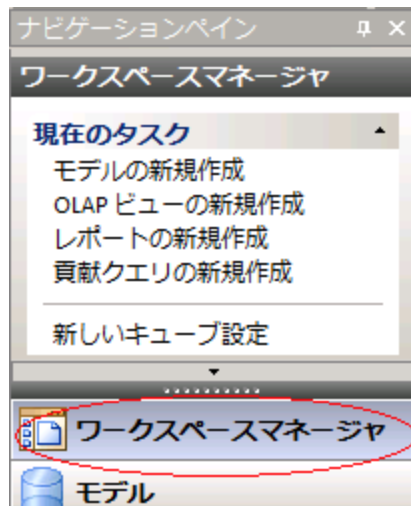 ナビゲーションペイン
ワークスペースマネージャ
現在のタスク
モデルの新規作成
OLAP ビューの新規作成
レポートの新規作成
貢献クエリの新規作成
新しいキューブ設定
ワークスペースマネージャ
モデル